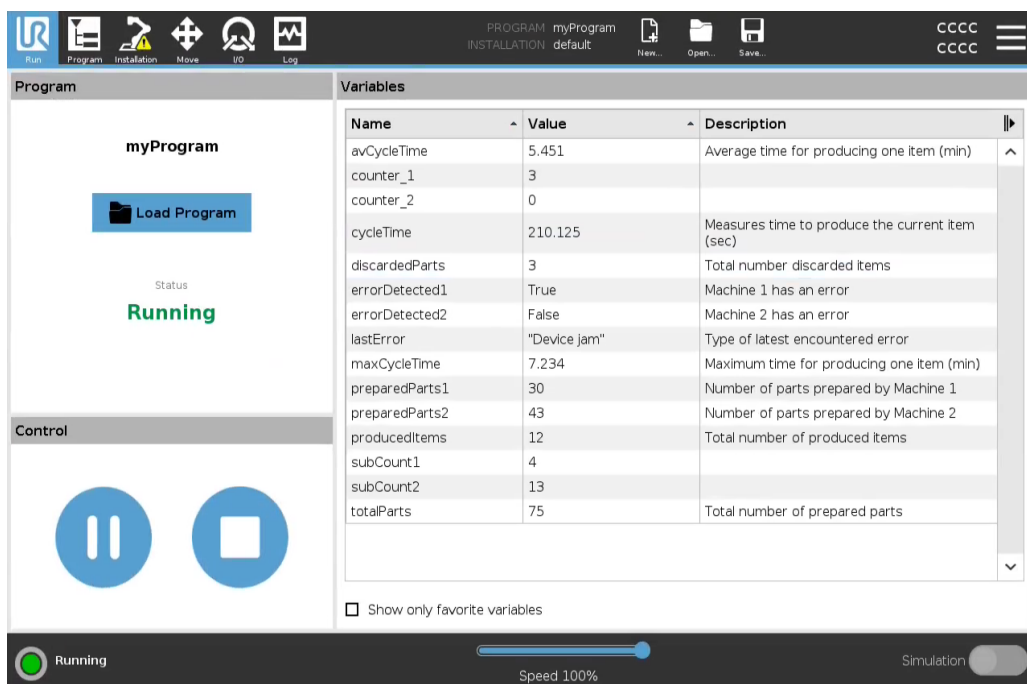 UR
Run
Program
Installation
Move
I/O
Log
PROGRAM myProgram
INSTALLATION default
New...
Open...
Save...
CCCC
CCCC
Program
myProgram
Load Program
Status
Running
Control
Variables
Name Value Description
avCycleTime 5.451 Average time for producing one item (min)
counter_1 3
counter_2 0
cycleTime 210.125 Measures time to produce the current item
(sec)
discardedParts 3 Total number discarded items
errorDetected1 True Machine 1 has an error
errorDetected2 False Machine 2 has an error
lastError "Device jam" Type of latest encountered error
maxCycleTime 7.234 Maximum time for producing one item (min)
preparedParts1 30 Number of parts prepared by Machine 1
preparedParts2 43 Number of parts prepared by Machine 2
producedItems 12 Total number of produced items
subCount1 4
subCount2 13
totalParts 75 Total number of prepared parts
Show only favorite variables
Running
Speed 100%
Simulation